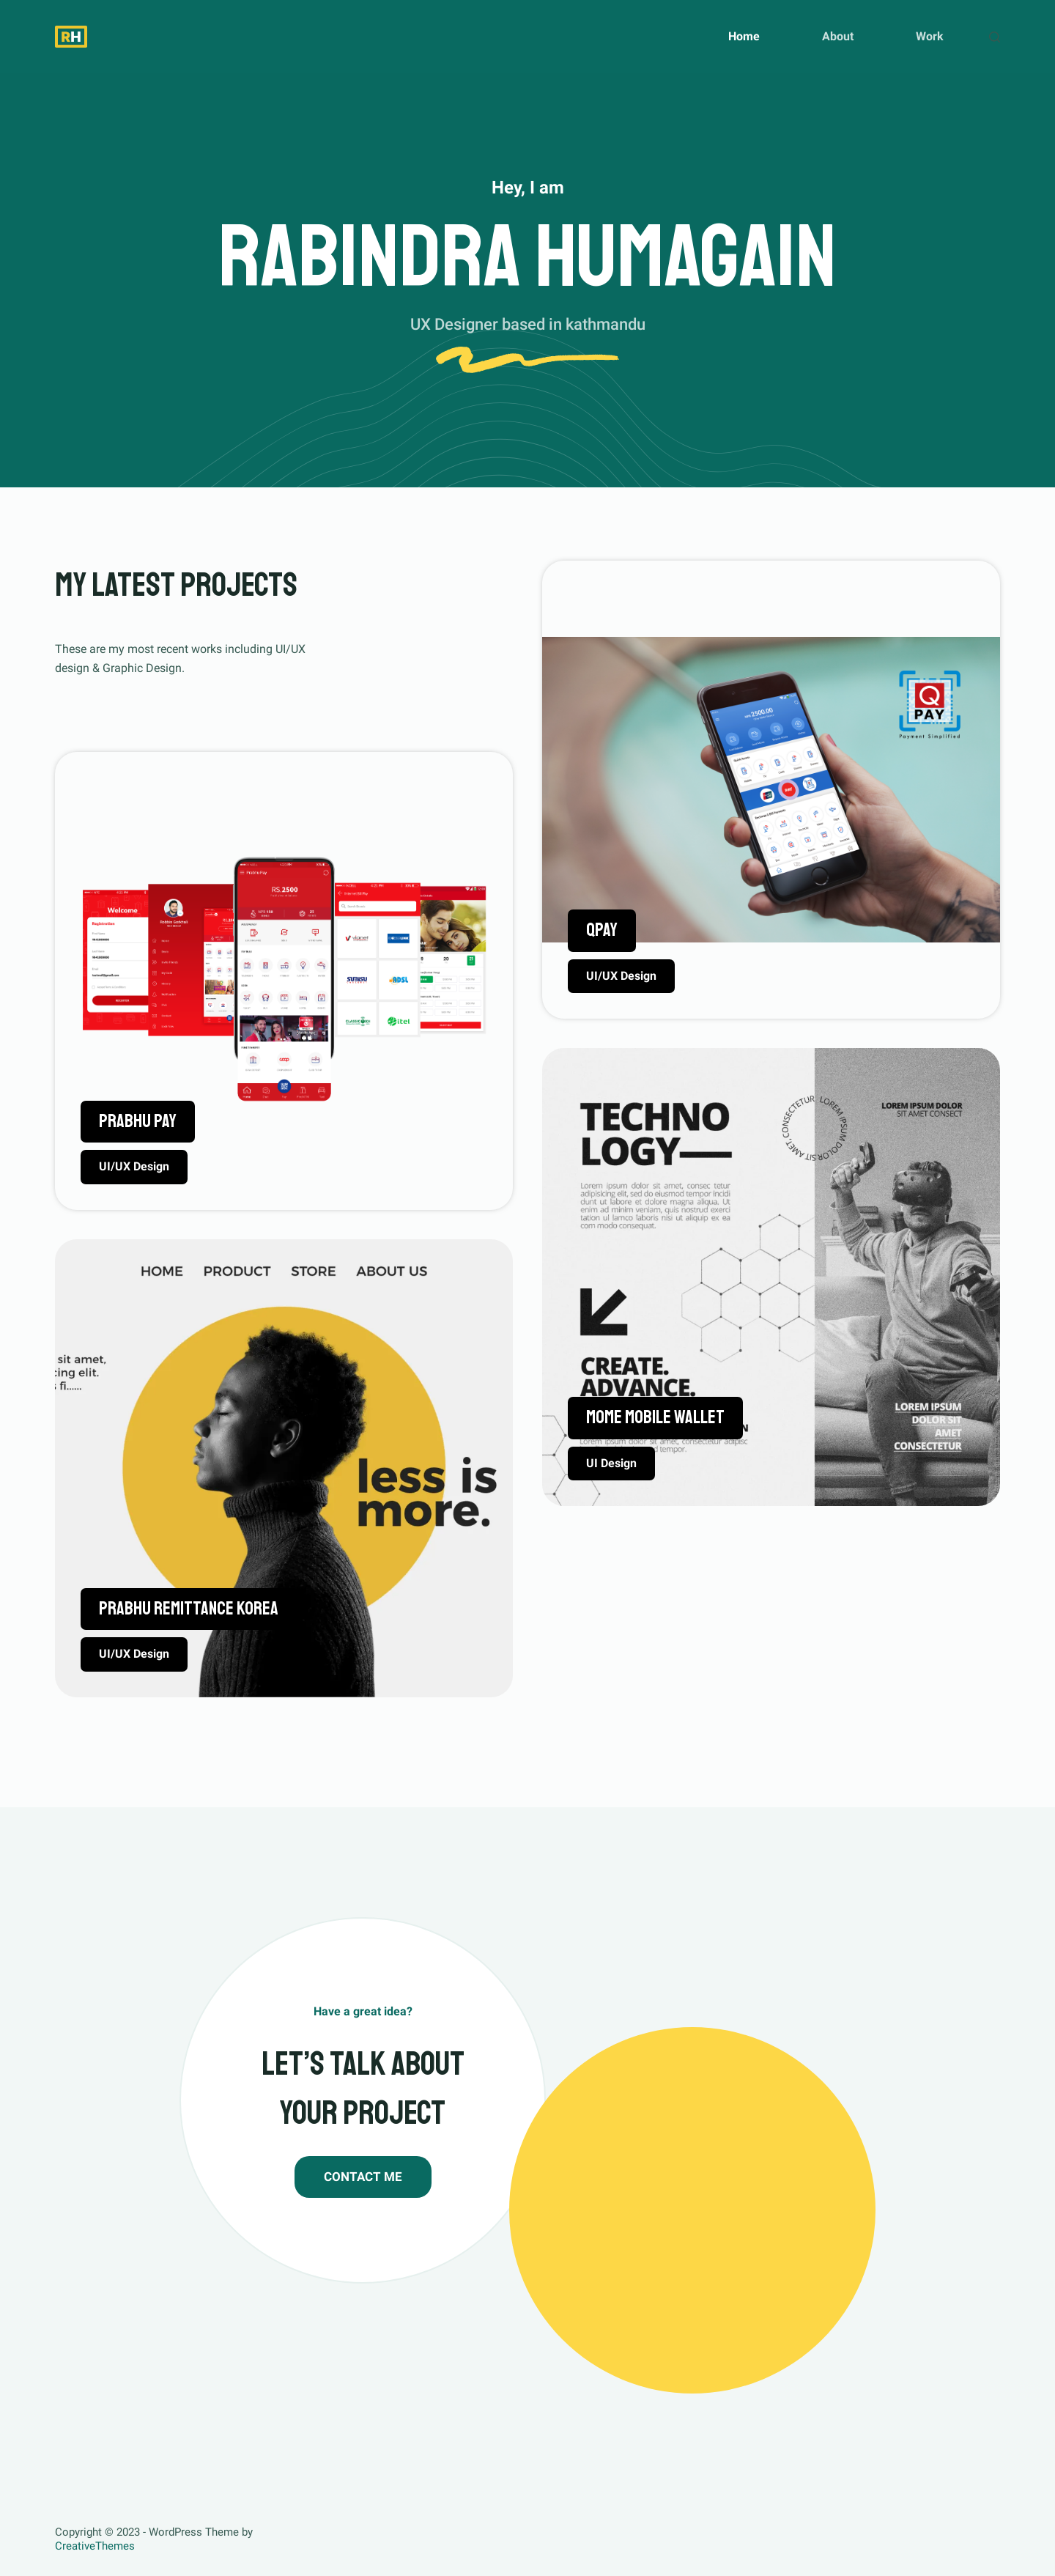 RH
Home
About
Work
Hey, I am
RABINDRA HUMAGAIN
UX Designer based in kathmandu
MY LATEST PROJECTS
These are my most recent works including UI/UX
design & Graphic Design.
2500.00
Q
PAY
Payment Simplified
QPAY
UI/UX Design
Welcome
Registration
RS.2500
SUNSU
ADSL
itel
PRABHU PAY
UI/UX Design
TECHNO
LOGY—
Lorem ipsum dolor sit amet, consec tetur
adipisicing elit, sed do eiusmod tempor incidi
dunt ut labore et dolore magna aliqua. Ut
enim ad minim veniam, quis nostrud exerci
tation ul lamco laboris nisi ut aliquip ex ea
com modo consequat.
CONSECTETUR LOREM IPSUM DOLOR SIT AMET,
LOREM IPSUM DOLOR
SIT AMET CONSECT
CREATE.
ADVANCE.
MOME MOBILE WALLET
UI Design
LOREM IPSUM
DOLOR SIT
AMET
CONSECTETUR
HOME PRODUCT STORE ABOUT US
sit amet,
cing elit.
fi......
less is
more.
PRABHU REMITTANCE KOREA
UI/UX Design
Have a great idea?
LET’S TALK ABOUT
YOUR PROJECT
CONTACT ME
Copyright © 2023 - WordPress Theme by
CreativeThemes